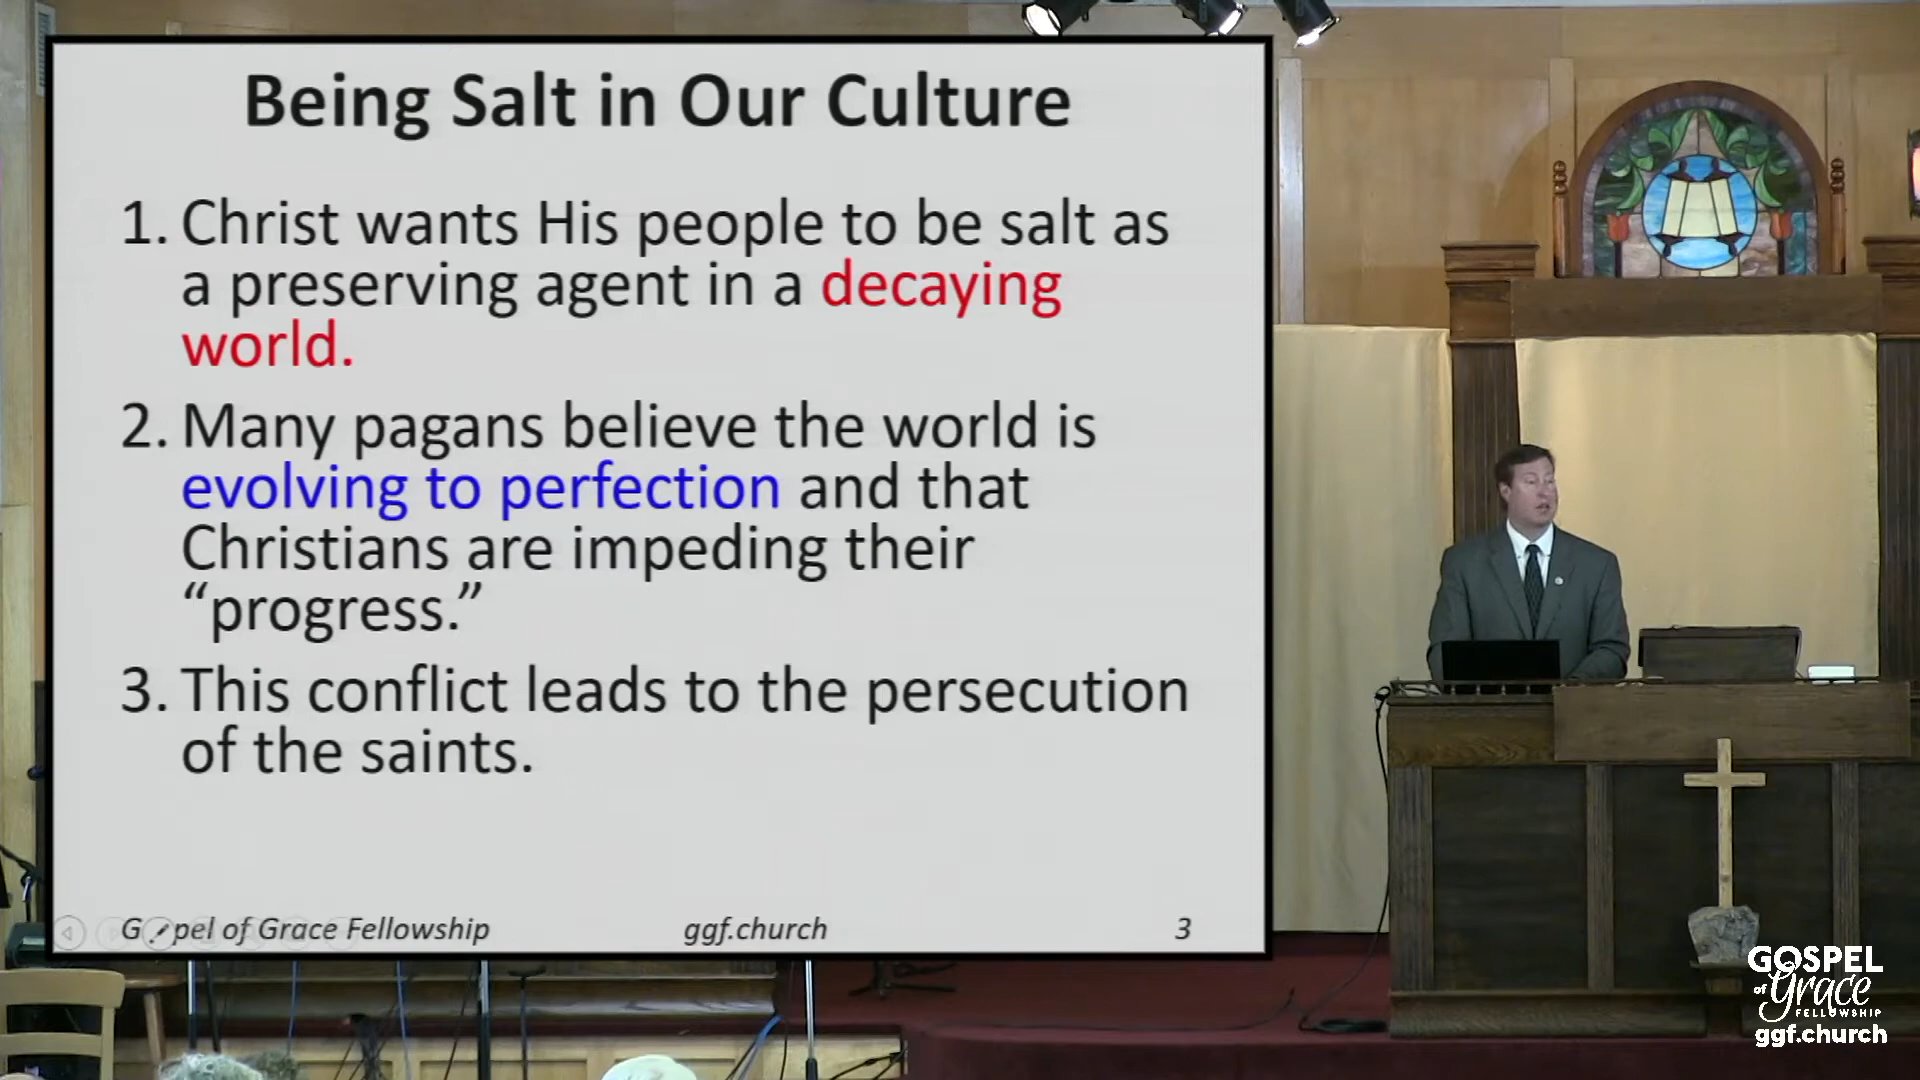 Being Salt in Our Culture
1. Christ wants His people to be salt as
a preserving agent in a decaying
world.
2. Many pagans believe the world is
evolving to perfection and that
Christians are impeding their
“progress.”
3. This conflict leads to the persecution
of the saints.
Gospel of Grace Fellowship ggf.church 3
GOSPEL
of Grace
FELLOWSHIP
ggf.church